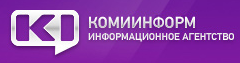 КОМИИНФОРМ
ИНФОРМАЦИОННОЕ АГЕНТСТВО